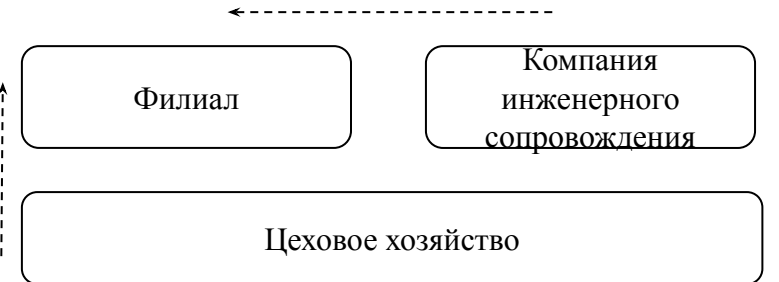 Филиал
Компания
инженерного
сопровождения
Цеховое хозяйство